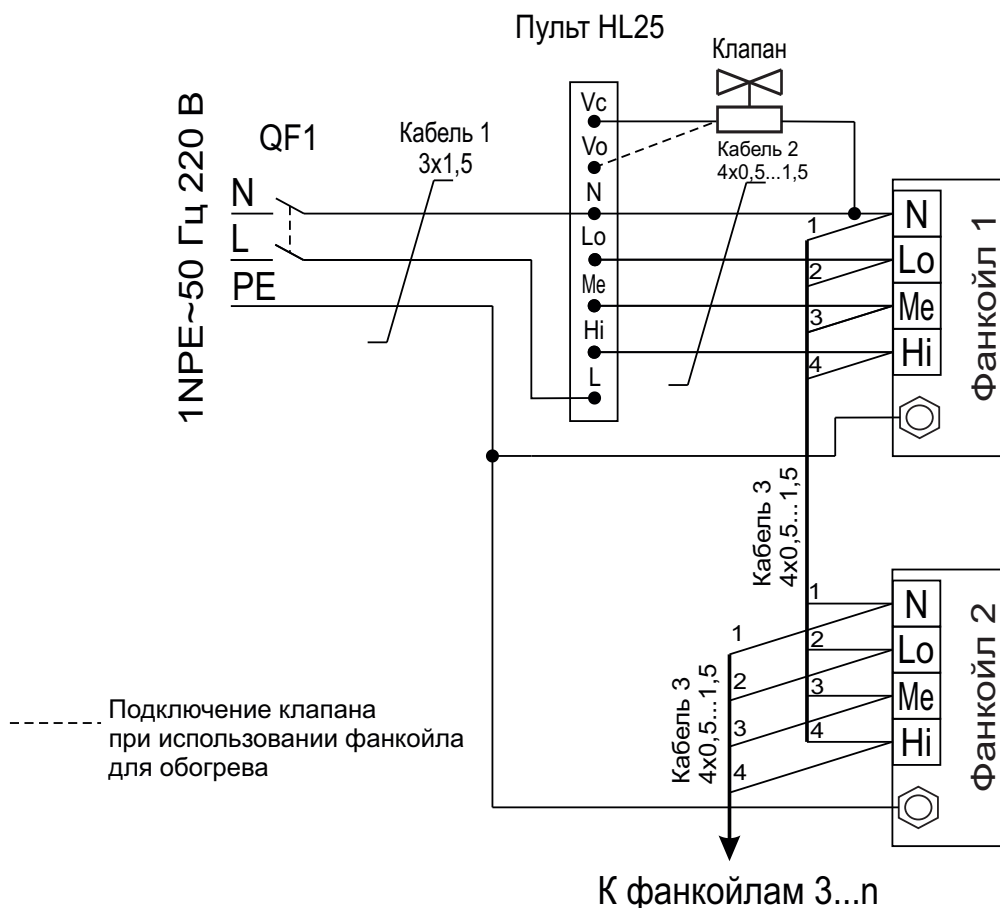 Пульт HL25
Клапан
1NPE~50 Гц 220 В
QF1
Кабель 1
3x1,5
Vc
Vo
N
Lo
Me
Hi
L
Кабель 2
4x0,5...1,5
N
L
PE
1
2
3
4
N
Lo
Me
Hi
Фанкойл 1
Кабель 3
4x0,5...1,5
1
2
3
4
N
Lo
Me
Hi
Фанкойл 2
1
2
3
4
Кабель 3
4x0,5...1,5
Подключение клапана
при использовании фанкойла
для обогрева
К фанкойлам 3...n